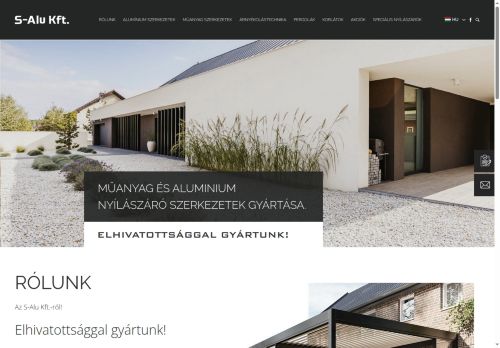 S-Alu Kft.
RÓLUNK ALUMÍNIUM SZERKEZETEK MŰANYAG SZERKEZETEK ÁRNYÉKOLÁSTECHNIKA PERGOLÁK KORLÁTOK AKCIÓK SPECIÁLIS NYÍLÁSZÁRÓK HU
MŰANYAG ÉS ALUMINIUM
NYÍLÁSZÁRÓ SZERKEZETEK GYÁRTÁSA.
ELHIVATOTTSÁGGAL GYÁRTUNK!
RÓLUNK
Az S-Alu Kft.-ről!
Elhivatottsággal gyártunk!